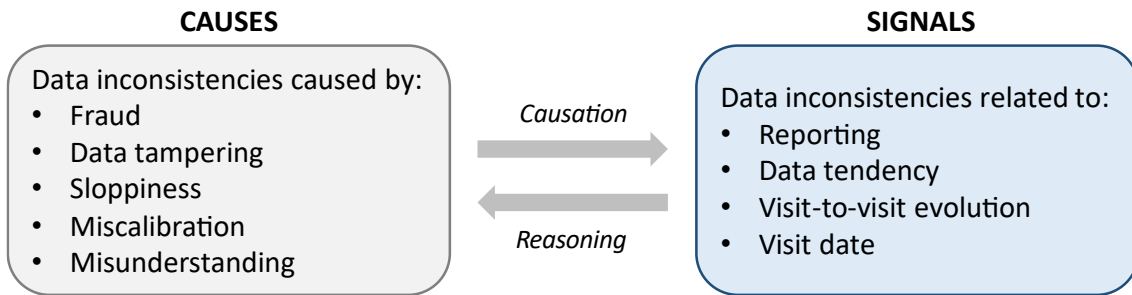 CAUSES
Data inconsistencies caused by:
• Fraud
• Data tampering
• Sloppiness
• Miscalibration
• Misunderstanding
Causation
Reasoning
SIGNALS
Data inconsistencies related to:
• Reporting
• Data tendency
• Visit-to-visit evolution
• Visit date